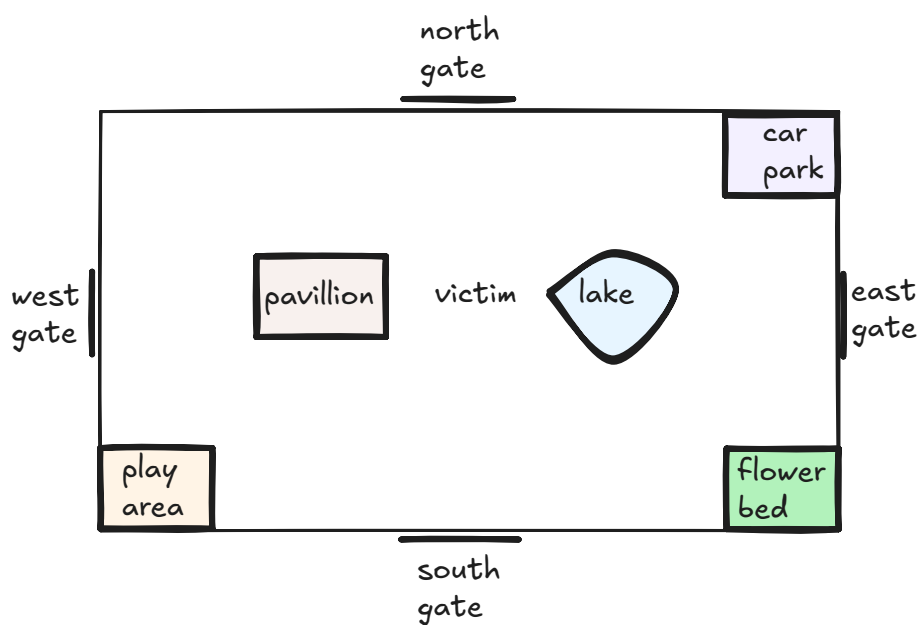 north
gate
car
park
west
gate
pavillion
victim
lake
east
gate
play
area
flower
bed
south
gate